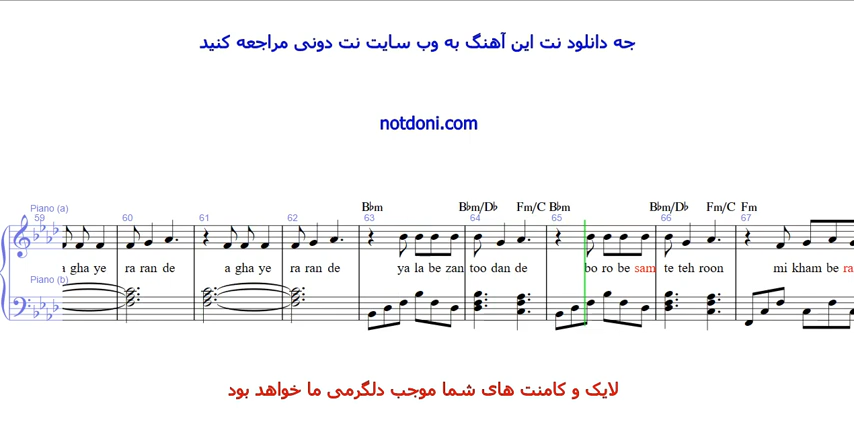 جه دانلود نت این آهنگ به وب سایت نت دونی مراجعه کنید
notdoni.com
B♭m B♭m/D♭ Fm/C B♭m B♭m/D♭ Fm/C Fm
Piano (a)
59 60 61 62 63 64 65 66 67
a gha ye ra ran de a gha ye ra ran de ya la be zan too dan de bo ro be sam te teh roon mi kham be ra
Piano (b)
لایک و کامنت های شما موجب دلگرمی ما خواهد بود